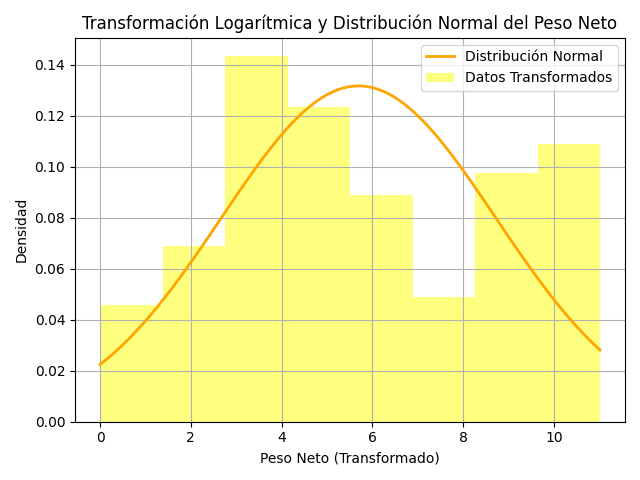 Transformación Logarítmica y Distribución Normal del Peso Neto
Distribución Normal
Datos Transformados
Densidad
0.14
0.12
0.10
0.08
0.06
0.04
0.02
0.00
0 2 4 6 8 10
Peso Neto (Transformado)